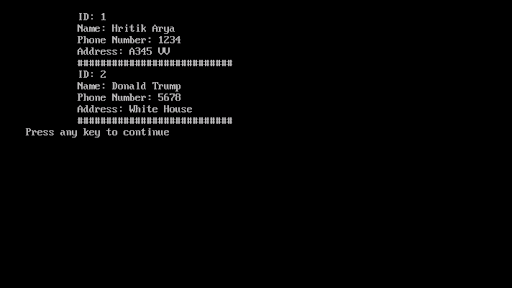 ID: 1
Name: Hritik Arya
Phone Number: 1234
Address: A345 VV
###########################
ID: 2
Name: Donald Trump
Phone Number: 5678
Address: White House
###########################
Press any key to continue